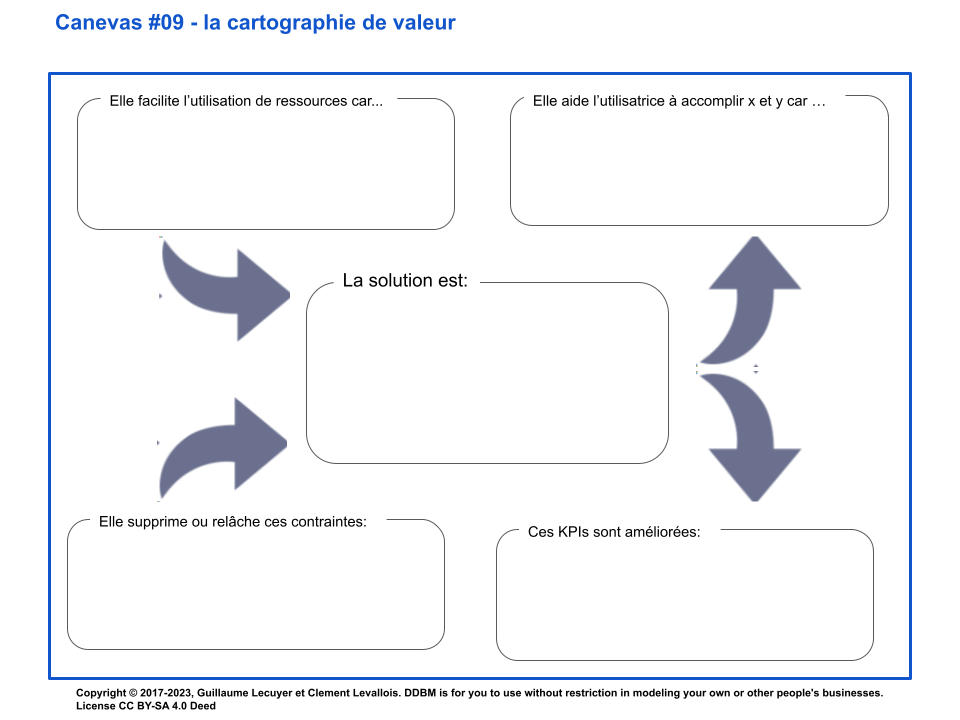 Canevas #09 - la cartographie de valeur
Elle facilite l’utilisation de ressources car...
Elle aide l’utilisatrice à accomplir x et y car …
La solution est:
Elle supprime ou relâche ces contraintes:
Ces KPIs sont améliorées:
Copyright © 2017-2023, Guillaume Lecuyer et Clement Levallois. DDBM is for you to use without restriction in modeling your own or other people's businesses.
License CC BY-SA 4.0 Deed